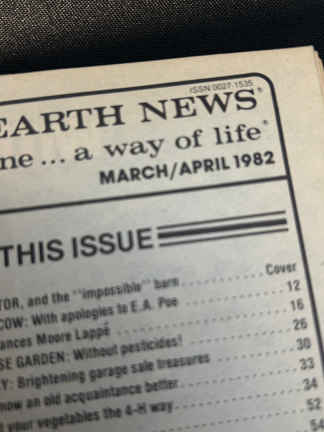 ISSN 0027-1535
EARTH NEWS®
ne ... a way of life®
MARCH/APRIL 1982
THIS ISSUE
TOR, and the "impossible" barn .......... Cover
COW: With apologies to E.A. Poe .......... 12
ances Moore Lappé .......... 16
SE GARDEN: Without pesticides! .......... 26
Y: Brightening garage sale treasures .......... 30
now an old acquaintance better .......... 33
your vegetables the 4-H way .......... 34
52
54